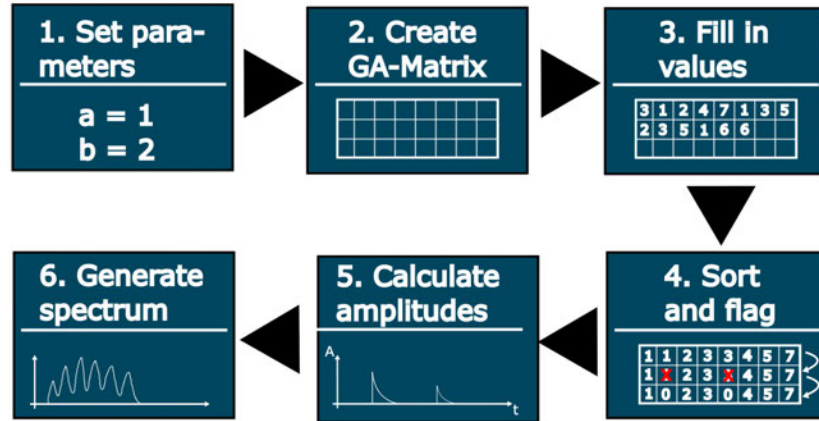 1. Set para-
meters
a = 1
b = 2
2. Create
GA-Matrix
3. Fill in
values
3 1 2 4 7 1 3 5
2 3 5 1 6 6
4. Sort
and flag
1 1 2 3 3 4 5 7
1 X 2 3 X 4 5 7
1 0 2 3 0 4 5 7
5. Calculate
amplitudes
A
t
6. Generate
spectrum